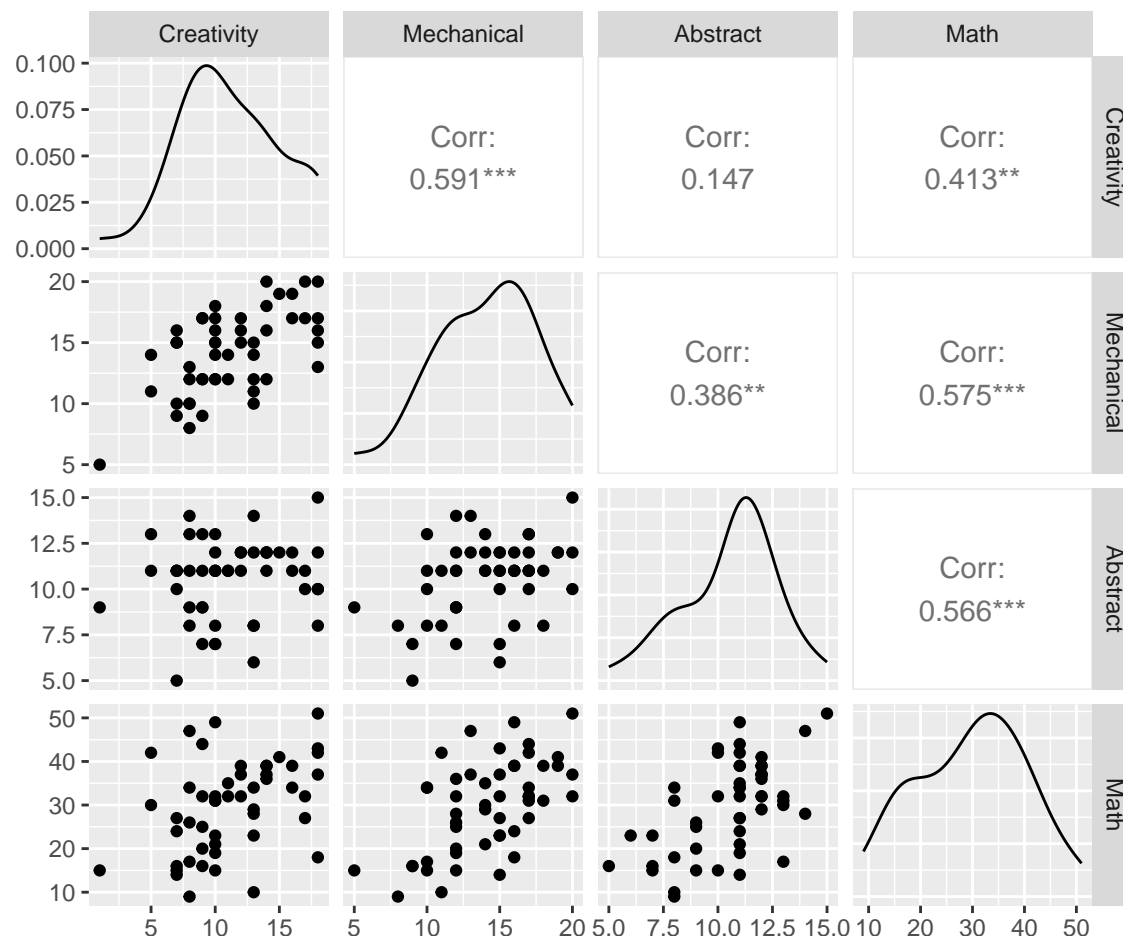 Creativity Mechanical Abstract Math
0.100
0.075
0.050
0.025
0.000
Corr: Corr: Corr:
0.591*** 0.147 0.413**
Creativity
20
15
10
5
Corr: Corr:
0.386** 0.575***
Mechanical
15.0
12.5
10.0
7.5
5.0
Corr:
0.566***
Abstract
50
40
30
20
10
Math
5 10 15 5 10 15 20 5.0 7.5 10.0 12.5 15.0 10 20 30 40 50